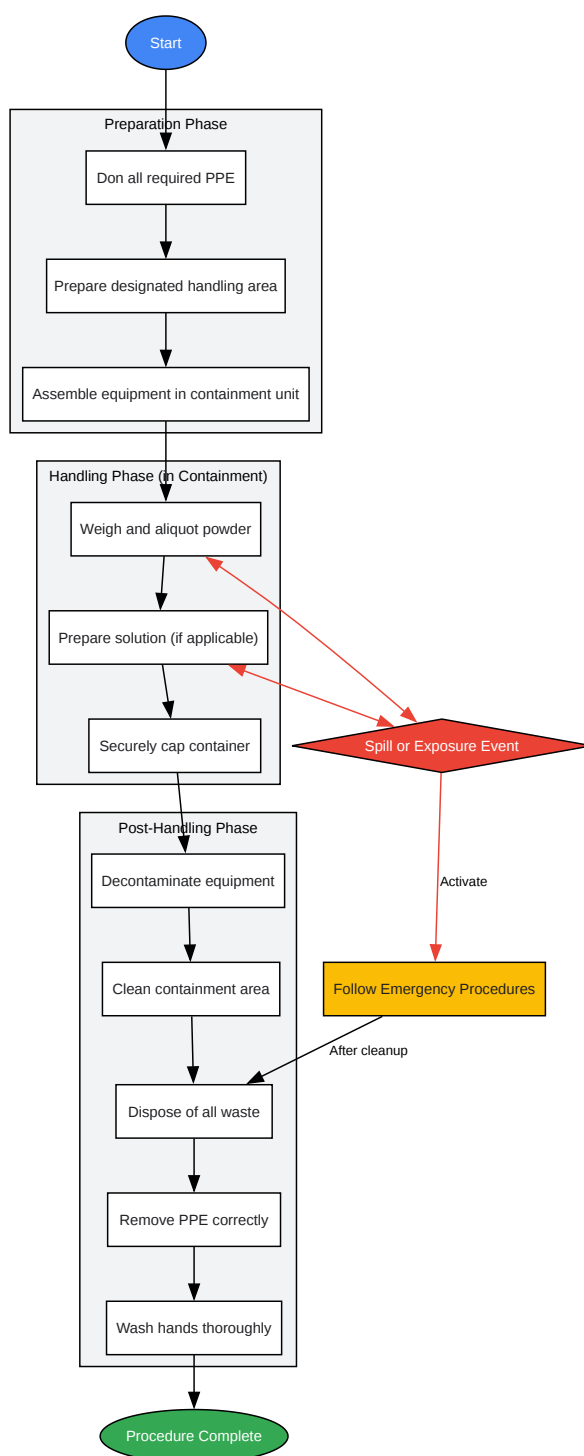 Start
Preparation Phase
Don all required PPE
Prepare designated handling area
Assemble equipment in containment unit
Handling Phase (in Containment)
Weigh and aliquot powder
Prepare solution (if applicable)
Securely cap container
Spill or Exposure Event
Post-Handling Phase
Decontaminate equipment
Activate
Clean containment area
Follow Emergency Procedures
After cleanup
Dispose of all waste
Remove PPE correctly
Wash hands thoroughly
Procedure Complete